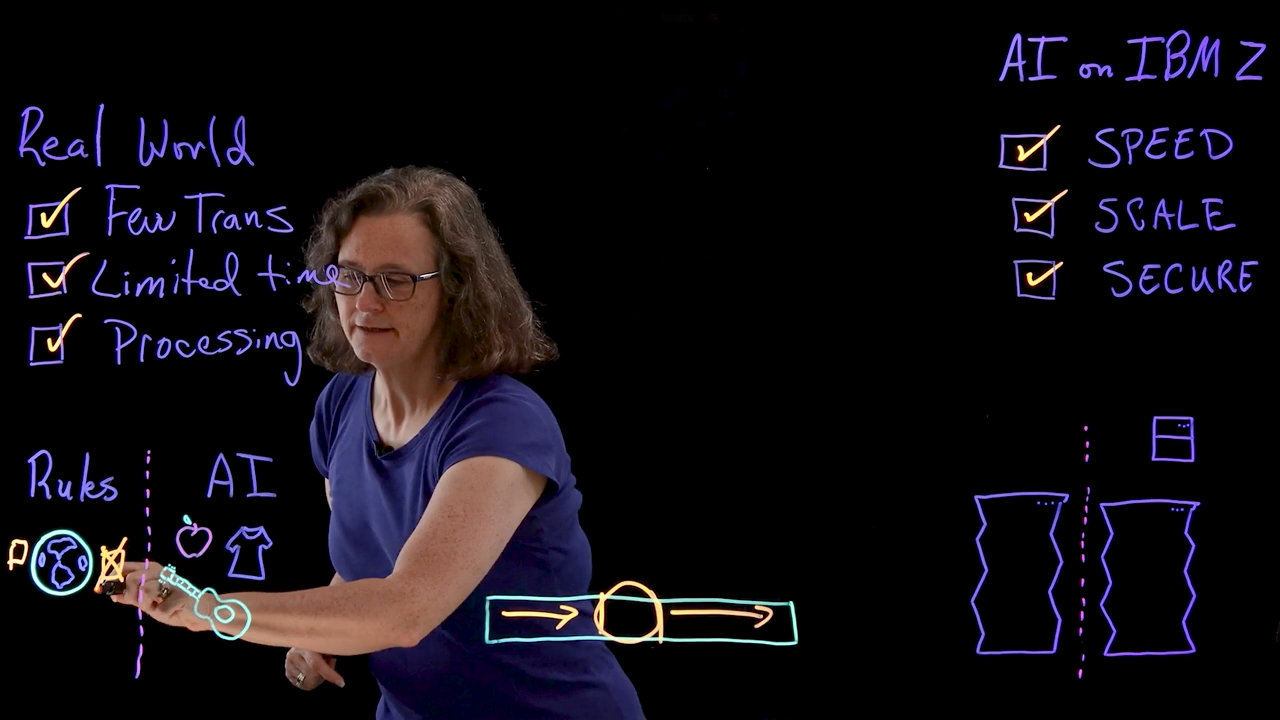 Real World
Few Trans
Limited time
Processing
Rules
AI
AI on IBM Z
SPEED
SCALE
SECURE